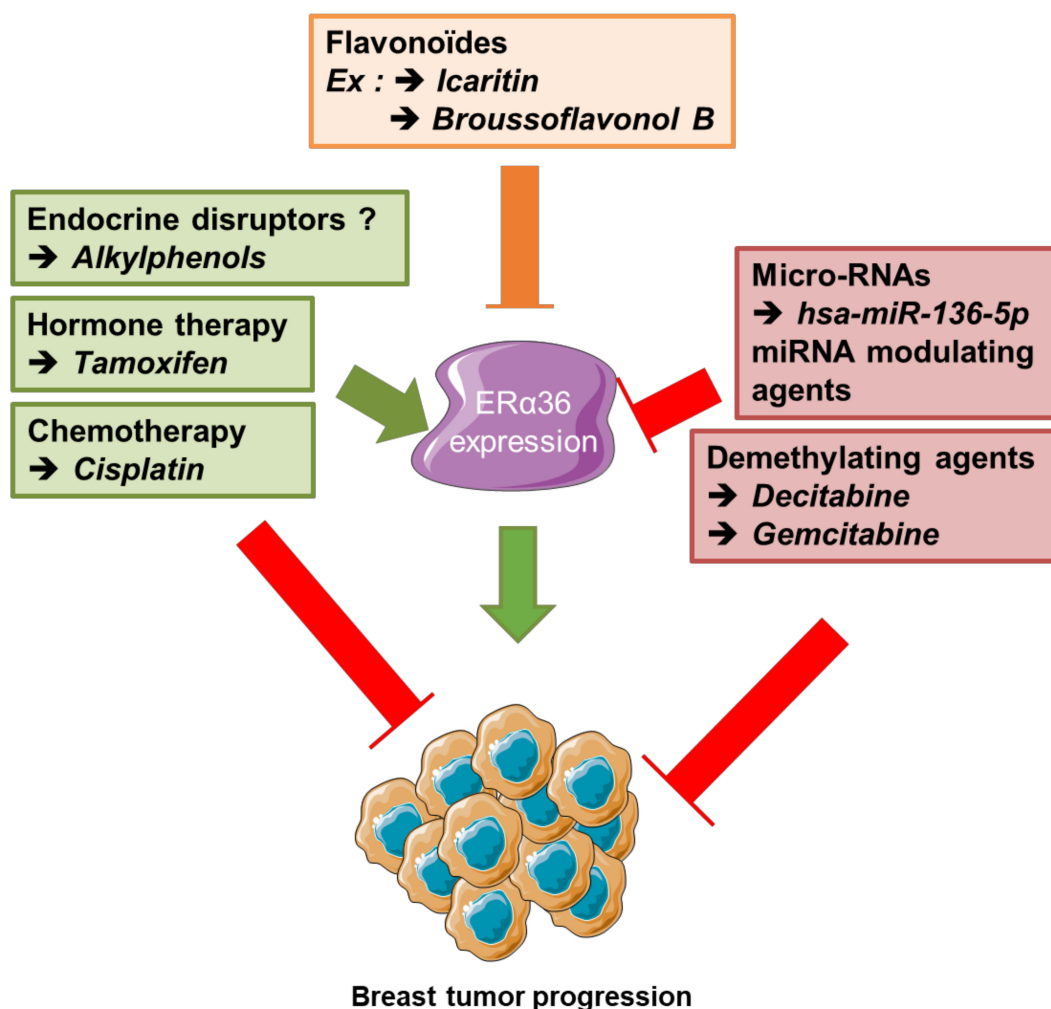 Flavonoïdes
Ex : ➔ Icaritin
➔ Broussoflavonol B
Endocrine disruptors ?
➔ Alkylphenols
Hormone therapy
➔ Tamoxifen
Chemotherapy
➔ Cisplatin
ERα36
expression
Micro-RNAs
➔ hsa-miR-136-5p
miRNA modulating
agents
Demethylating agents
➔ Decitabine
➔ Gemcitabine
Breast tumor progression